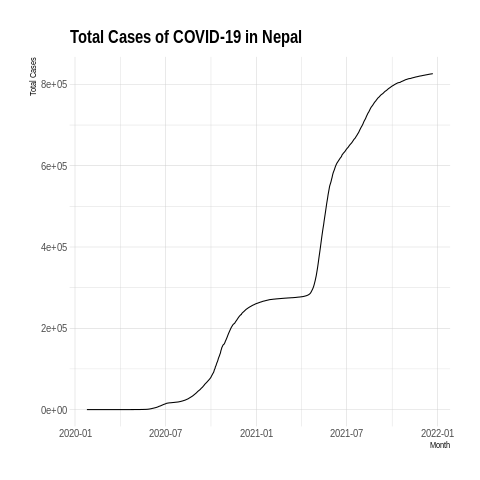 Total Cases of COVID-19 in Nepal
Total Cases
8e+05
6e+05
4e+05
2e+05
0e+00
2020-01 2020-07 2021-01 2021-07 2022-01
Month